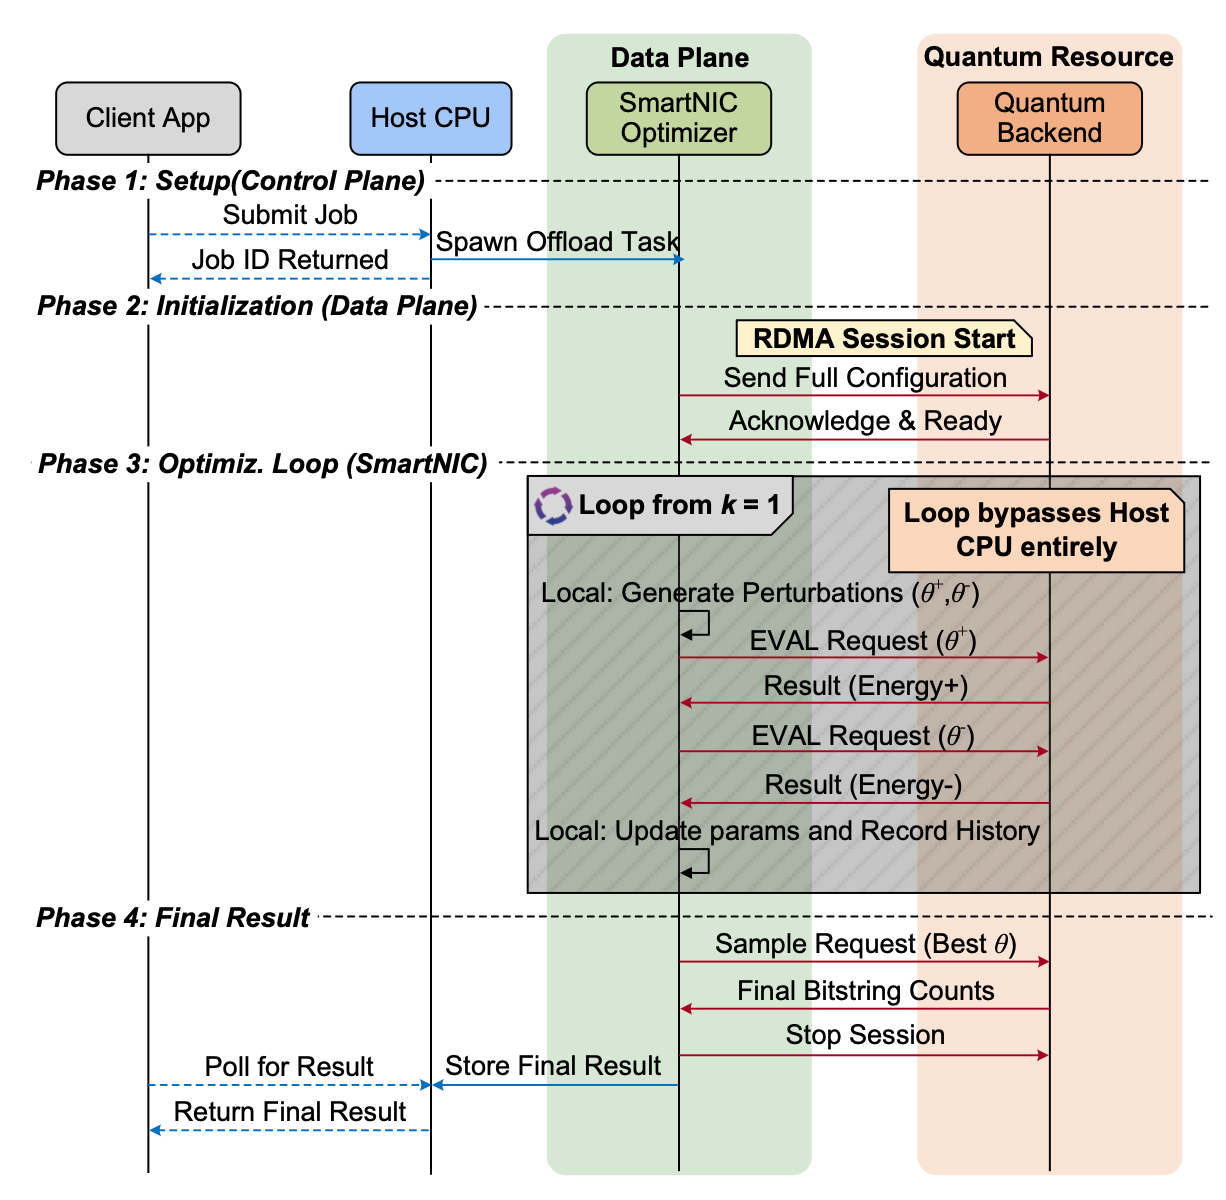 Data Plane
Quantum Resource
Client App
Host CPU
SmartNIC
Optimizer
Quantum
Backend
Phase 1: Setup(Control Plane)
Submit Job
Spawn Offload Task
Job ID Returned
Phase 2: Initialization (Data Plane)
RDMA Session Start
Send Full Configuration
Acknowledge & Ready
Phase 3: Optimiz. Loop (SmartNIC)
Loop from k = 1
Loop bypasses Host
CPU entirely
Local: Generate Perturbations (θ⁺,θ⁻)
EVAL Request (θ⁺)
Result (Energy+)
EVAL Request (θ⁻)
Result (Energy-)
Local: Update params and Record History
Phase 4: Final Result
Sample Request (Best θ)
Final Bitstring Counts
Stop Session
Poll for Result
Store Final Result
Return Final Result